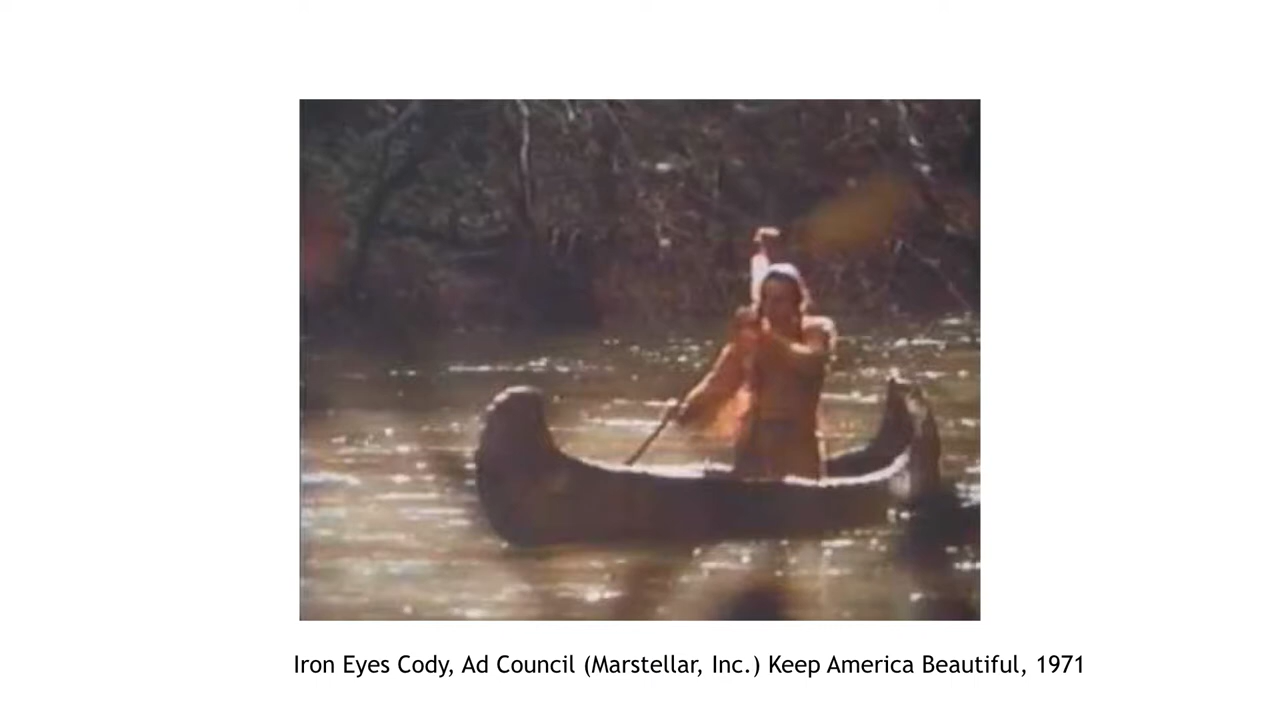 Iron Eyes Cody, Ad Council (Marstellar, Inc.) Keep America Beautiful, 1971